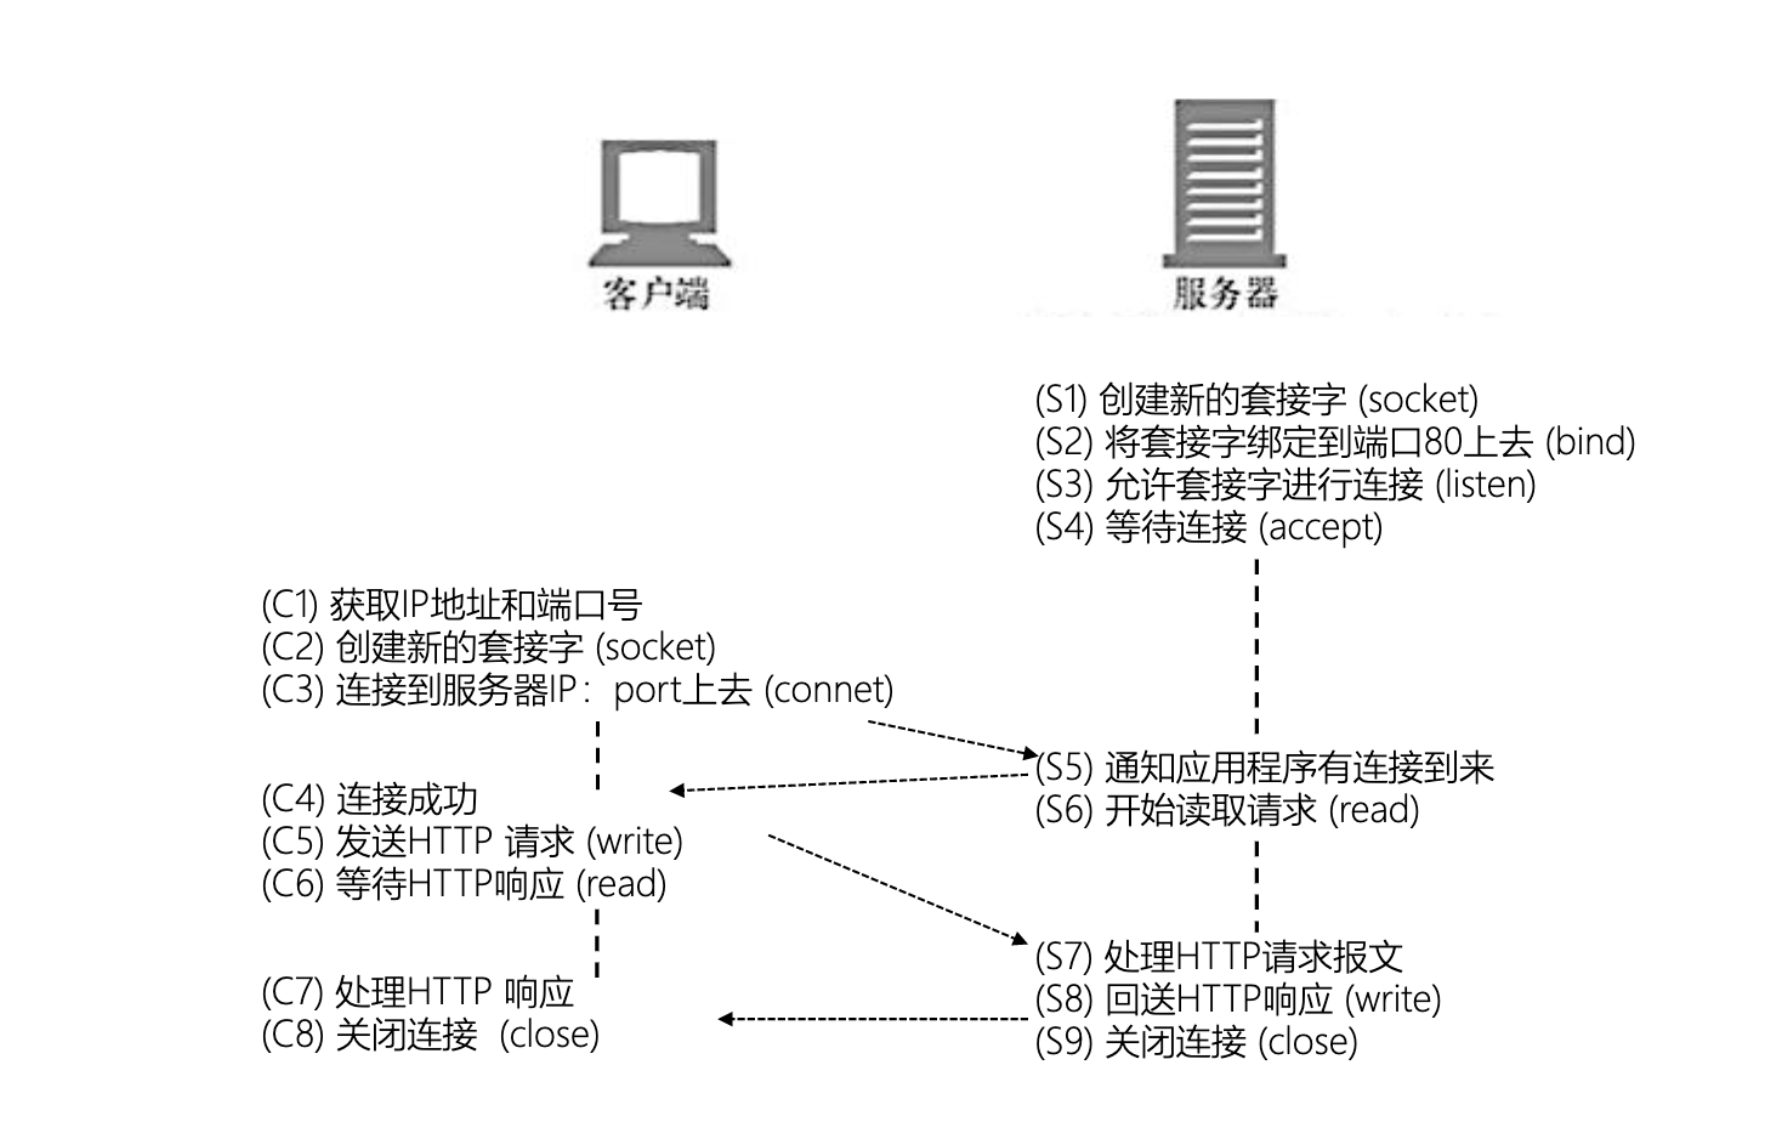 客户端
服务器
(S1) 创建新的套接字 (socket)
(S2) 将套接字绑定到端口80上去 (bind)
(S3) 允许套接字进行连接 (listen)
(S4) 等待连接 (accept)
(C1) 获取IP地址和端口号
(C2) 创建新的套接字 (socket)
(C3) 连接到服务器IP：port上去 (connet)
(S5) 通知应用程序有连接到来
(S6) 开始读取请求 (read)
(C4) 连接成功
(C5) 发送HTTP 请求 (write)
(C6) 等待HTTP响应 (read)
(S7) 处理HTTP请求报文
(S8) 回送HTTP响应 (write)
(S9) 关闭连接 (close)
(C7) 处理HTTP 响应
(C8) 关闭连接 (close)